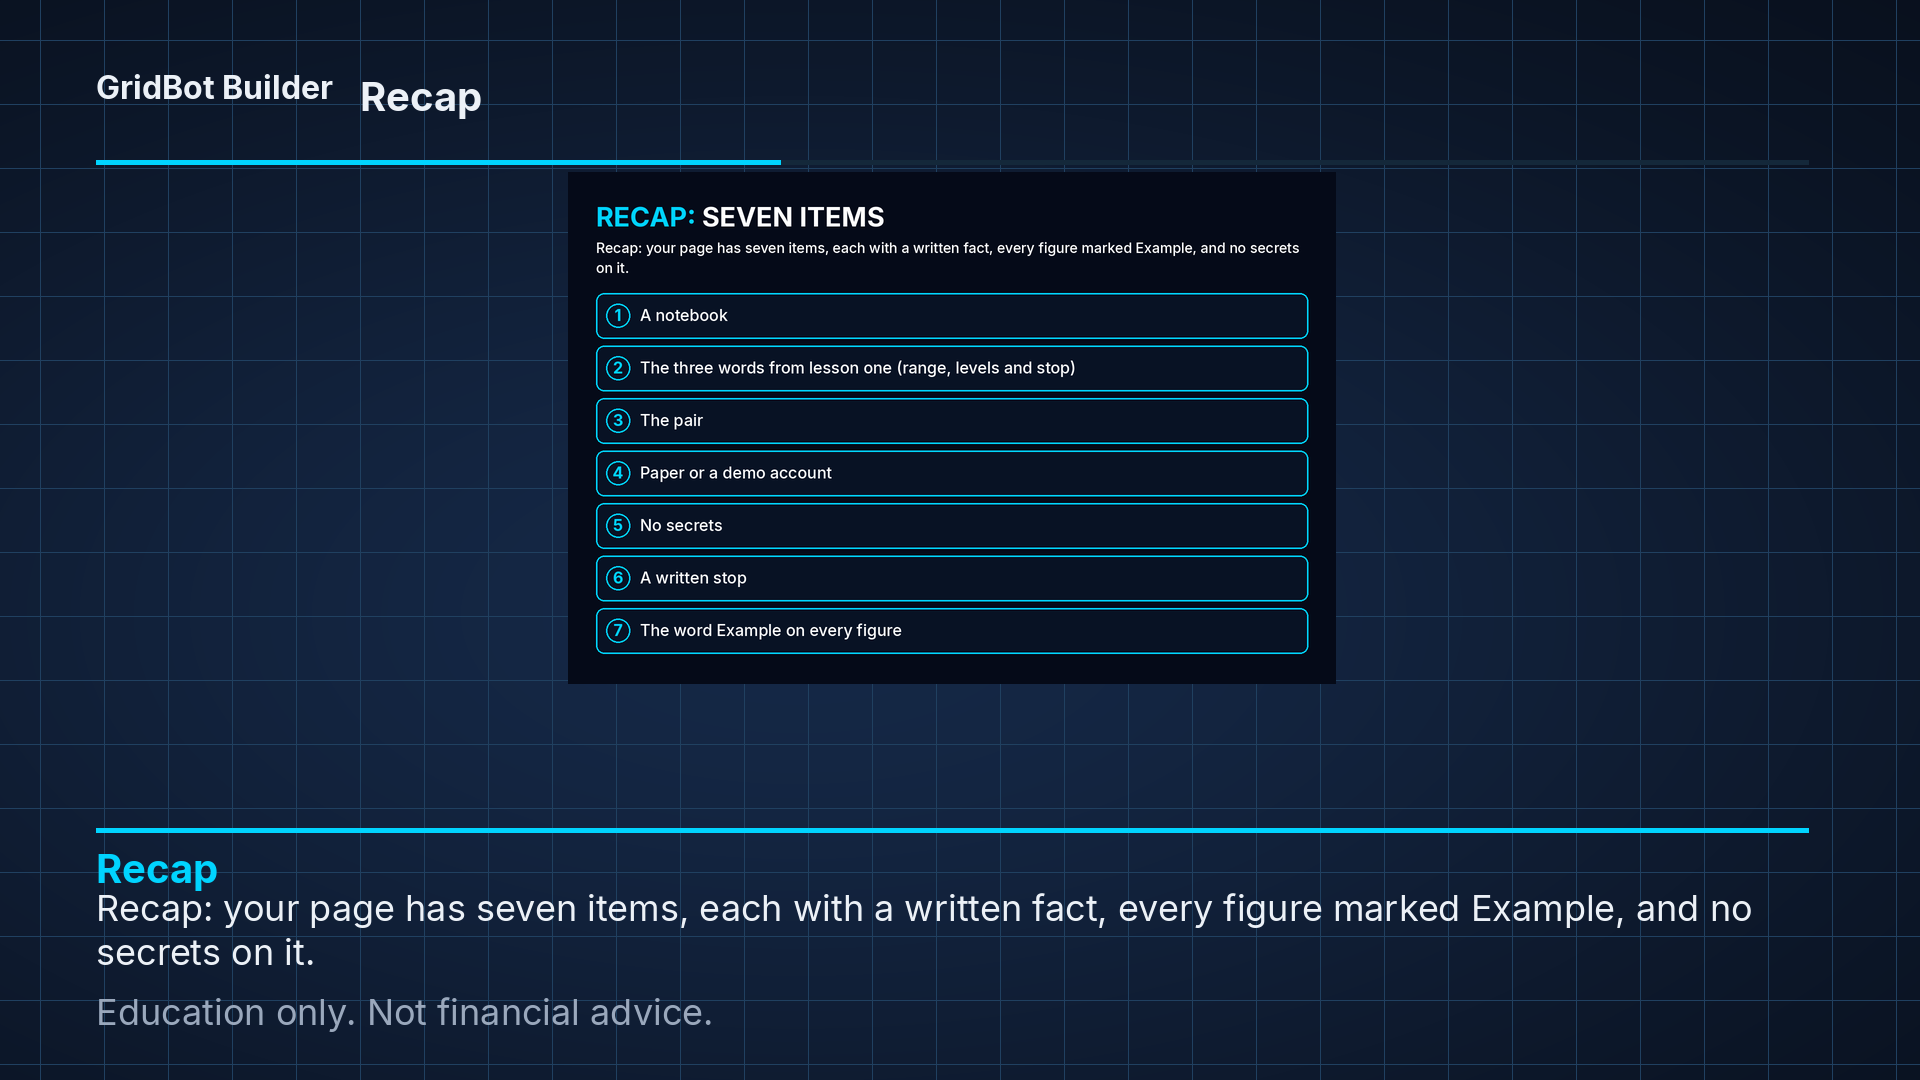 GridBot Builder
Recap
RECAP: SEVEN ITEMS
Recap: your page has seven items, each with a written fact, every figure marked Example, and no secrets
on it.
1 A notebook
2 The three words from lesson one (range, levels and stop)
3 The pair
4 Paper or a demo account
5 No secrets
6 A written stop
7 The word Example on every figure
Recap
Recap: your page has seven items, each with a written fact, every figure marked Example, and no
secrets on it.
Education only. Not financial advice.